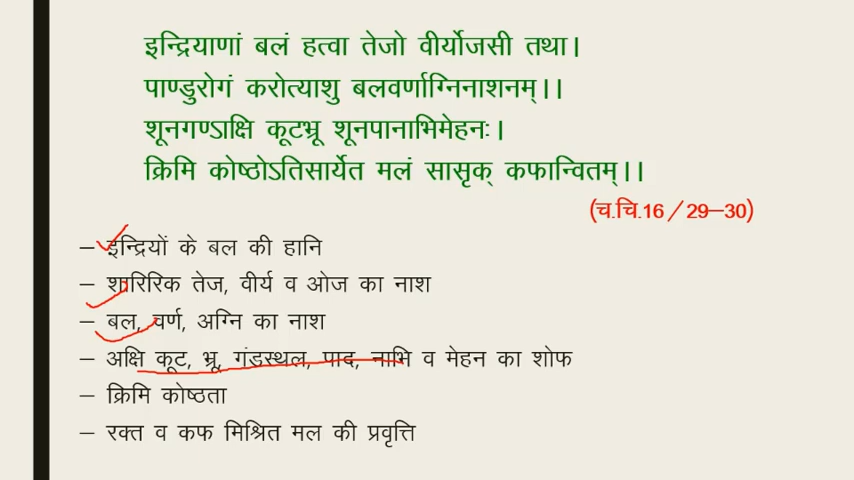 इन्द्रियाणां बलं हत्वा तेजो वीर्योजसी तथा।
पाण्डुरोगं करोत्याशु बलवर्णाग्निनाशनम्।।
शूनगण्ऽाक्षि कूटभ्रू शूनपानाभिमेहनः।
क्रिमि कोष्ठोऽतिसार्येत मलं सासृक् कफान्वितम्।।
(च.चि.16/29–30)
– इन्द्रियों के बल की हानि
– शारिरिक तेज, वीर्य व ओज का नाश
– बल, वर्ण, अग्नि का नाश
– अक्षि कूट, भ्रू, गंडस्थल, पाद, नाभि व मेहन का शोफ
– क्रिमि कोष्ठता
– रक्त व कफ मिश्रित मल की प्रवृत्ति